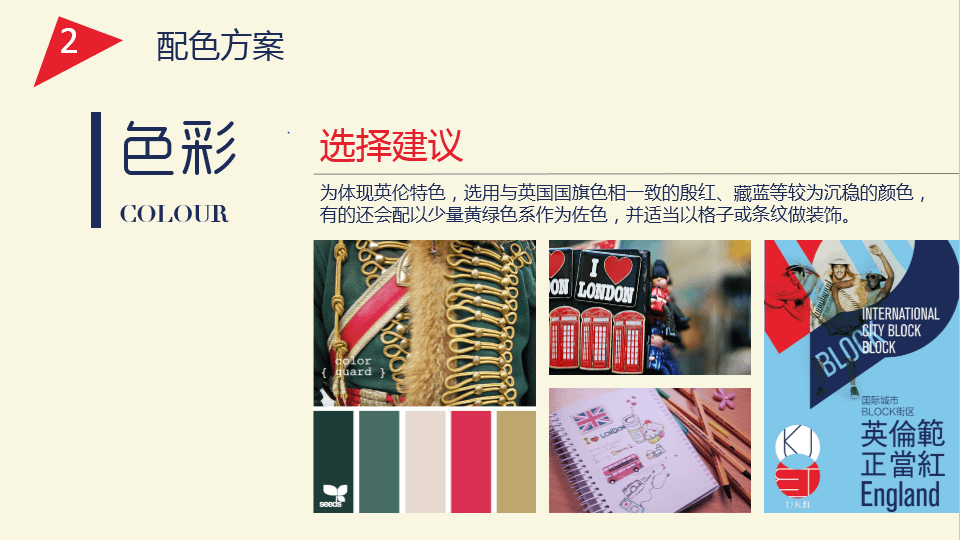 2
配色方案
色彩
COLOUR
选择建议
为体现英伦特色，选用与英国国旗色相一致的殷红、藏蓝等较为沉稳的颜色，
有的还会配以少量黄绿色系作为佐色，并适当以格子或条纹做装饰。
color
{ guard }
seeds
I
LONDON
ON
I LONDON
BLOCK
INTERNATIONAL
CITY BLOCK
BLOCK
国际城市
BLOCK街区
英倫範
正當紅
England
UK红